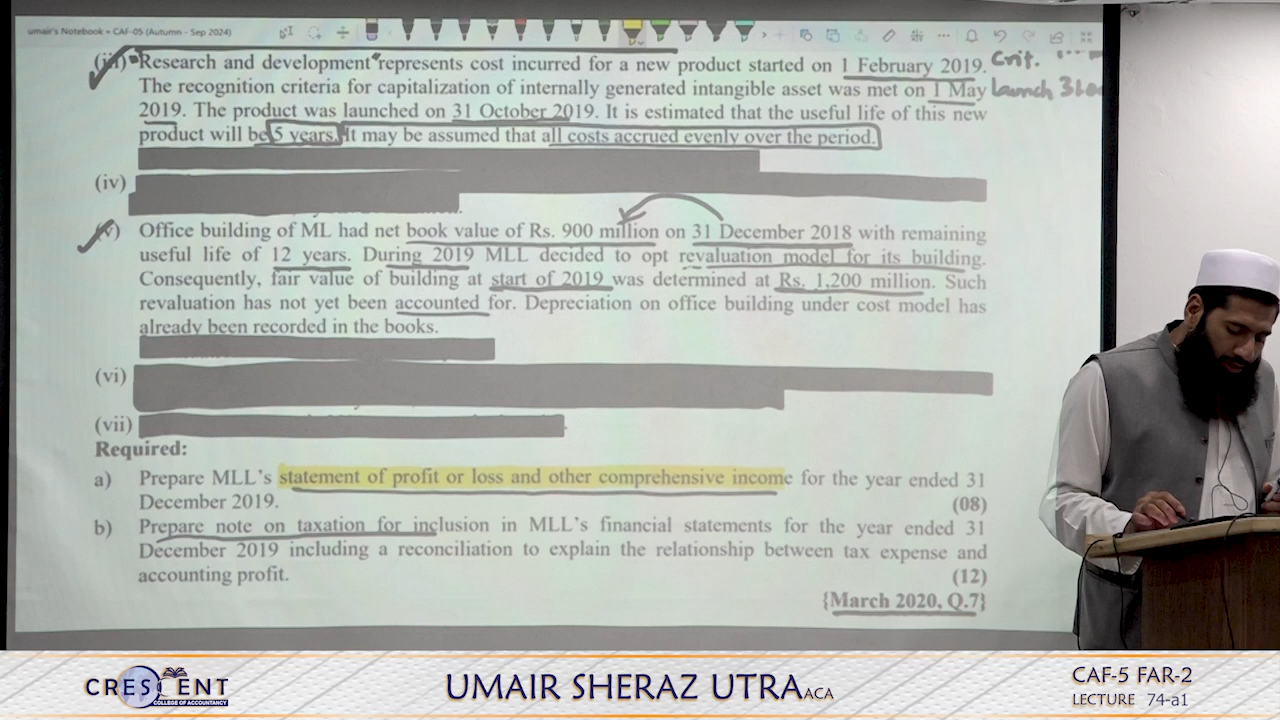 umair's Notebook » CAF-05 (Autumn - Sep 2024)
(iii) Research and development represents cost incurred for a new product started on 1 February 2019. Crit.
The recognition criteria for capitalization of internally generated intangible asset was met on 1 May Launch
2019. The product was launched on 31 October 2019. It is estimated that the useful life of this new
product will be 5 years. It may be assumed that all costs accrued evenly over the period.
(iv)
(v) Office building of ML had net book value of Rs. 900 million on 31 December 2018 with remaining
useful life of 12 years. During 2019 MLL decided to opt revaluation model for its building.
Consequently, fair value of building at start of 2019 was determined at Rs. 1,200 million. Such
revaluation has not yet been accounted for. Depreciation on office building under cost model has
already been recorded in the books.
(vi)
(vii)
Required:
a) Prepare MLL's statement of profit or loss and other comprehensive income for the year ended 31
December 2019. (08)
b) Prepare note on taxation for inclusion in MLL's financial statements for the year ended 31
December 2019 including a reconciliation to explain the relationship between tax expense and
accounting profit. (12)
{March 2020, Q.7}
CRESCENT
COLLEGE OF ACCOUNTANCY
UMAIR SHERAZ UTRA ACA
CAF-5 FAR-2
LECTURE 74-a1